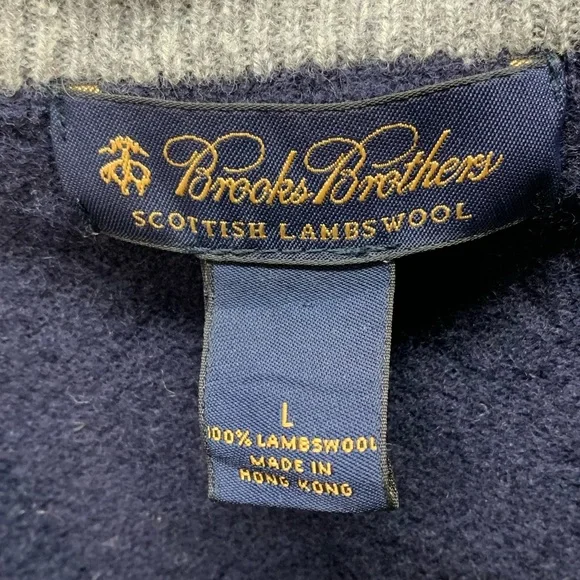 Brooks Brothers
SCOTTISH LAMBSWOOL
L
100% LAMBSWOOL
MADE IN
HONG KONG